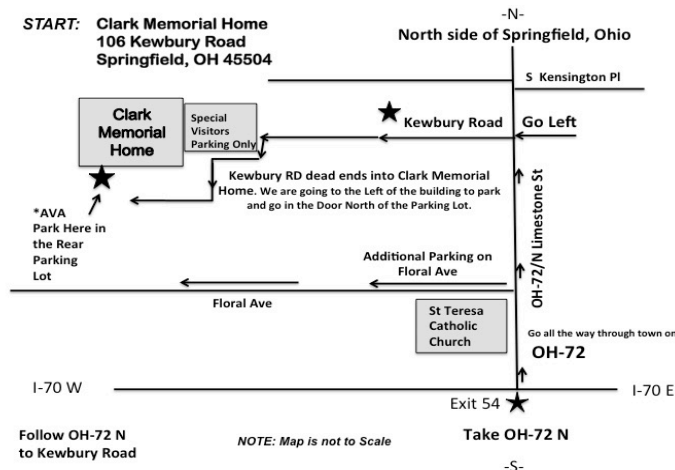 -N-
START: Clark Memorial Home
106 Kewbury Road
Springfield, OH 45504
North side of Springfield, Ohio
S Kensington Pl
Clark
Memorial
Home
Special
Visitors
Parking Only
Kewbury Road
Go Left
Kewbury RD dead ends into Clark Memorial
Home. We are going to the Left of the building to park
and go in the Door North of the Parking Lot.
*AVA
Park Here in
the Rear
Parking
Lot
OH-72/N Limestone St
Additional Parking on
Floral Ave
Floral Ave
St Teresa
Catholic
Church
Go all the way through town on
OH-72
I-70 W
I-70 E
Exit 54
Follow OH-72 N
to Kewbury Road
NOTE: Map is not to Scale
Take OH-72 N
-S-